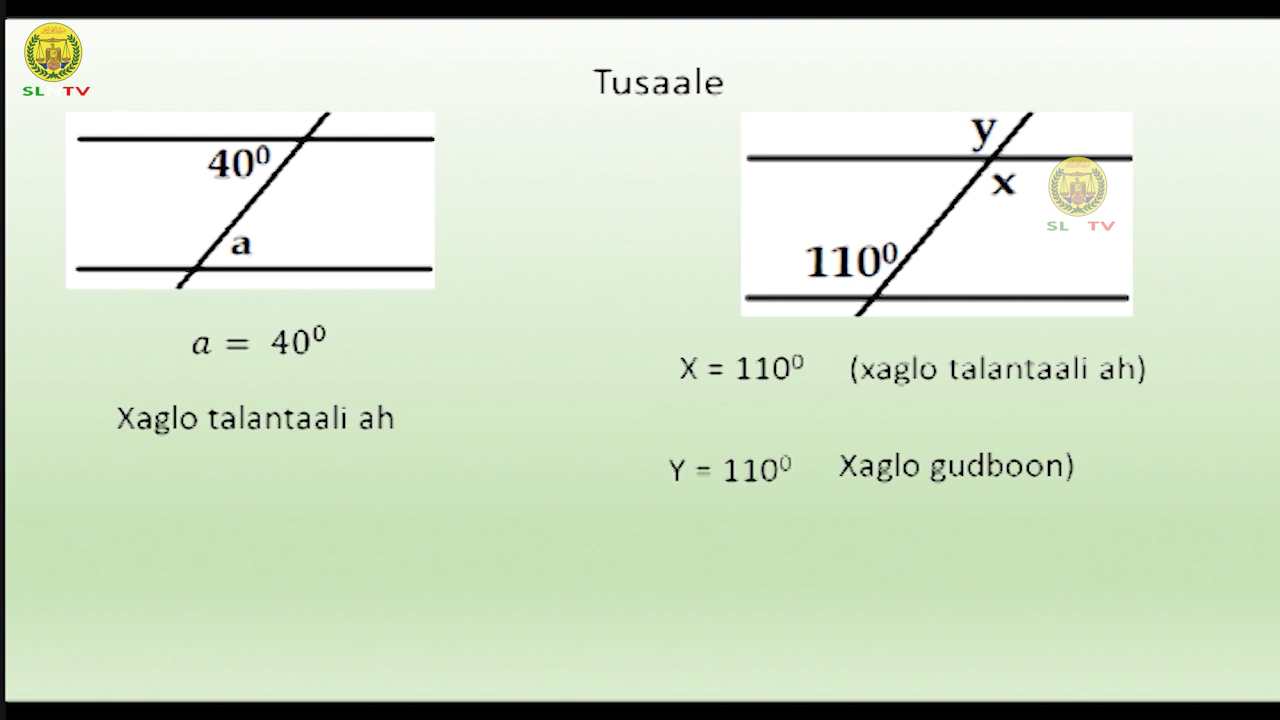 SL TV
Tusaale
40⁰
a
a = 40⁰
Xaglo talantaali ah
y
x
SL TV
110⁰
X = 110⁰ (xaglo talantaali ah)
Y = 110⁰ Xaglo gudboon)